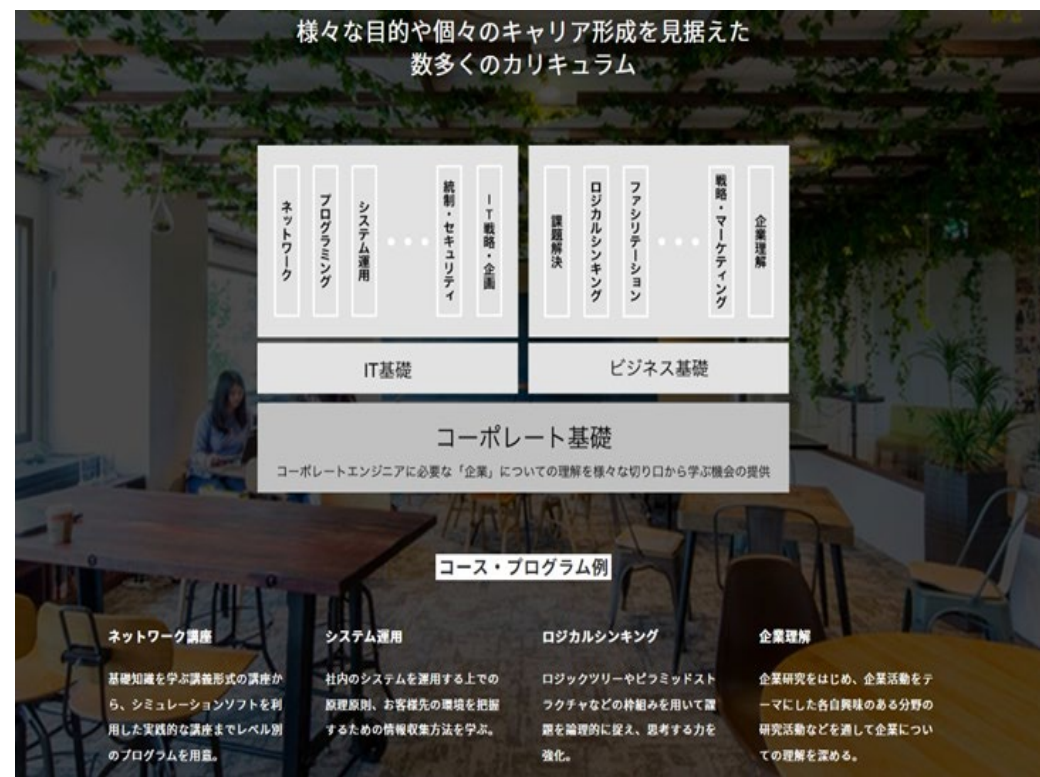 様々な目的や個々のキャリア形成を見据えた
数多くのカリキュラム
ネットワーク
プログラミング
システム運用
統制・セキュリティ
IT戦略・企画
課題解決
ロジカルシンキング
ファシリテーション
戦略・マーケティング
企業理解
IT基礎
ビジネス基礎
コーポレート基礎
コーポレートエンジニアに必要な「企業」についての理解を様々な切り口から学ぶ機会の提供
コース・プログラム例
ネットワーク講座
基礎知識を学ぶ講義形式の講座か
ら、シミュレーションソフトを利
用した実践的な講座までレベル別
のプログラムを用意。
システム運用
社内のシステムを運用する上での
原理原則、お客様先の環境を把握
するための情報収集方法を学ぶ。
ロジカルシンキング
ロジックツリーやピラミッドスト
ラクチャなどの枠組みを用いて課
題を論理的に捉え、思考する力を
強化。
企業理解
企業研究をはじめ、企業活動をテ
ーマにした各自興味のある分野の
研究活動などを通して企業につい
ての理解を深める。